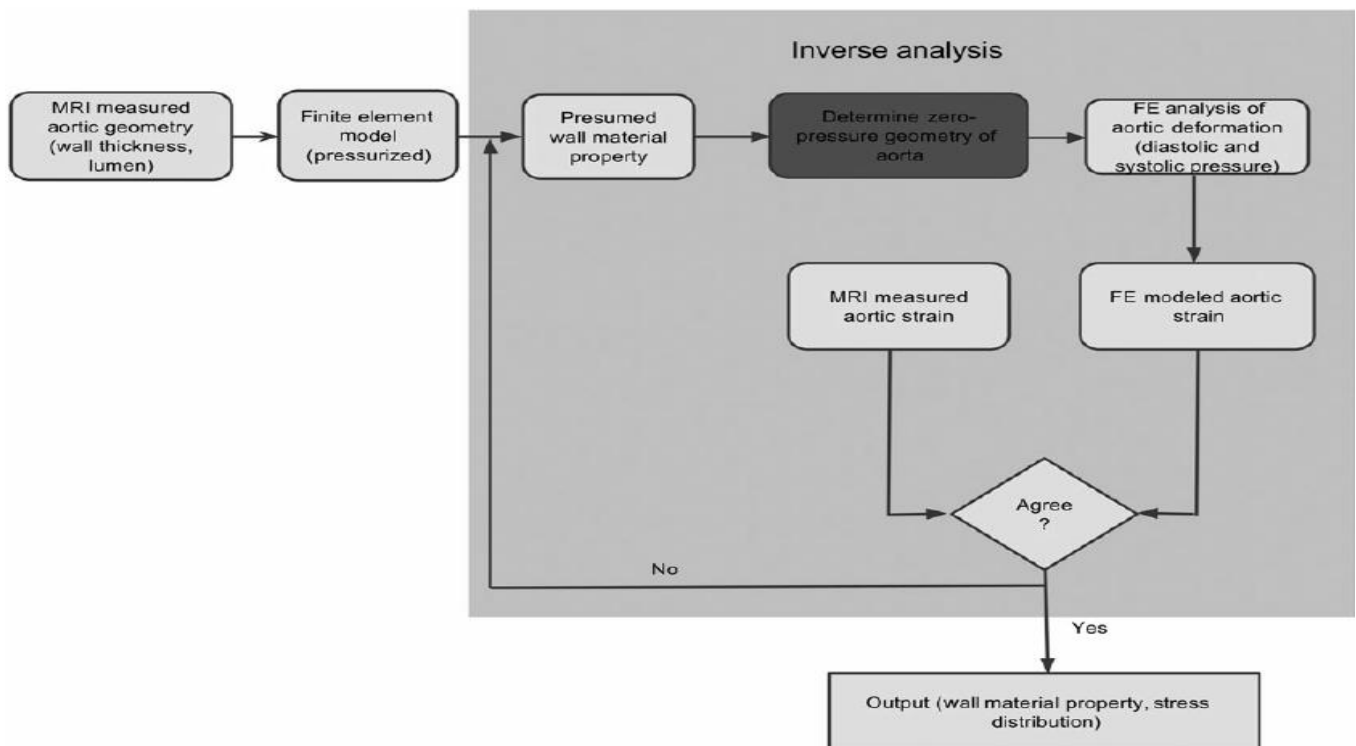 Inverse analysis
MRI measured
aortic geometry
(wall thickness,
lumen)
Finite element
model
(pressurized)
Presumed
wall material
property
Determine zero-
pressure geometry of
aorta
FE analysis of
aortic deformation
(diastolic and
systolic pressure)
MRI measured
aortic strain
FE modeled aortic
strain
Agree
?
No
Yes
Output (wall material property, stress
distribution)